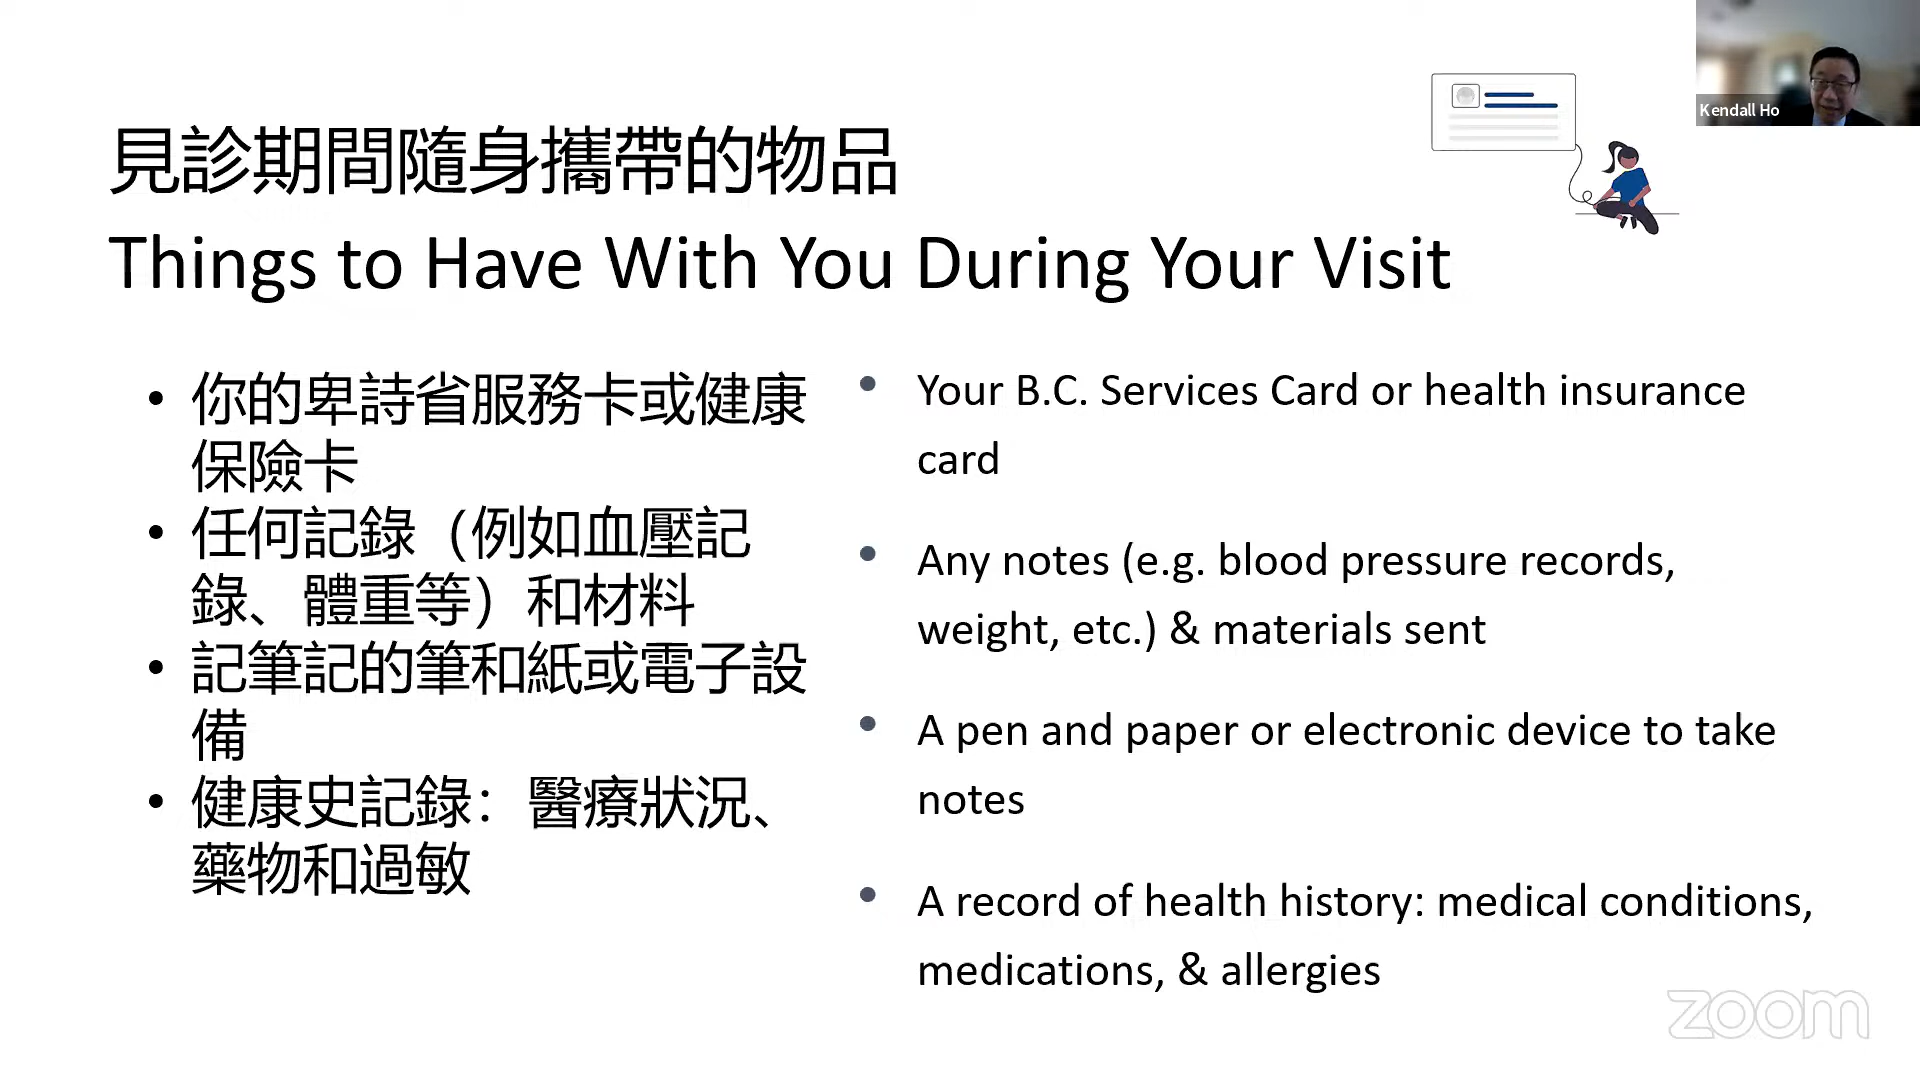 Kendall Ho
見診期間隨身攜帶的物品
Things to Have With You During Your Visit
• 你的卑詩省服務卡或健康
保險卡
• 任何記錄（例如血壓記
錄、體重等）和材料
• 記筆記的筆和紙或電子設
備
• 健康史記錄：醫療狀況、
藥物和過敏
• Your B.C. Services Card or health insurance
card
• Any notes (e.g. blood pressure records,
weight, etc.) & materials sent
• A pen and paper or electronic device to take
notes
• A record of health history: medical conditions,
medications, & allergies
zoom